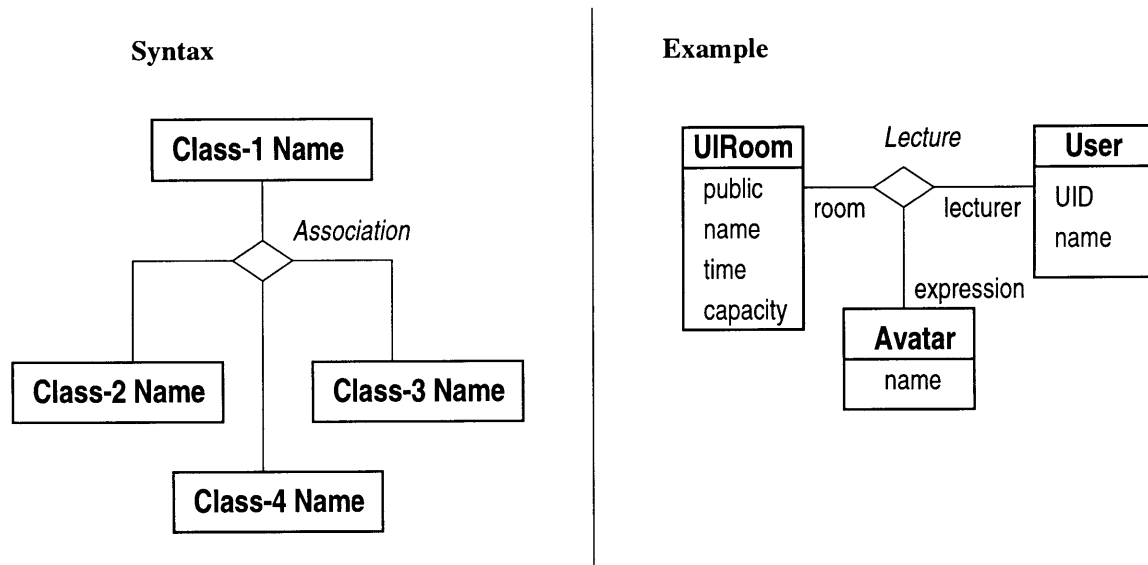 Syntax
Class-1 Name
Association
Class-2 Name
Class-3 Name
Class-4 Name
Example
UIRoom
public
name
time
capacity
Lecture
room
lecturer
expression
User
UID
name
Avatar
name